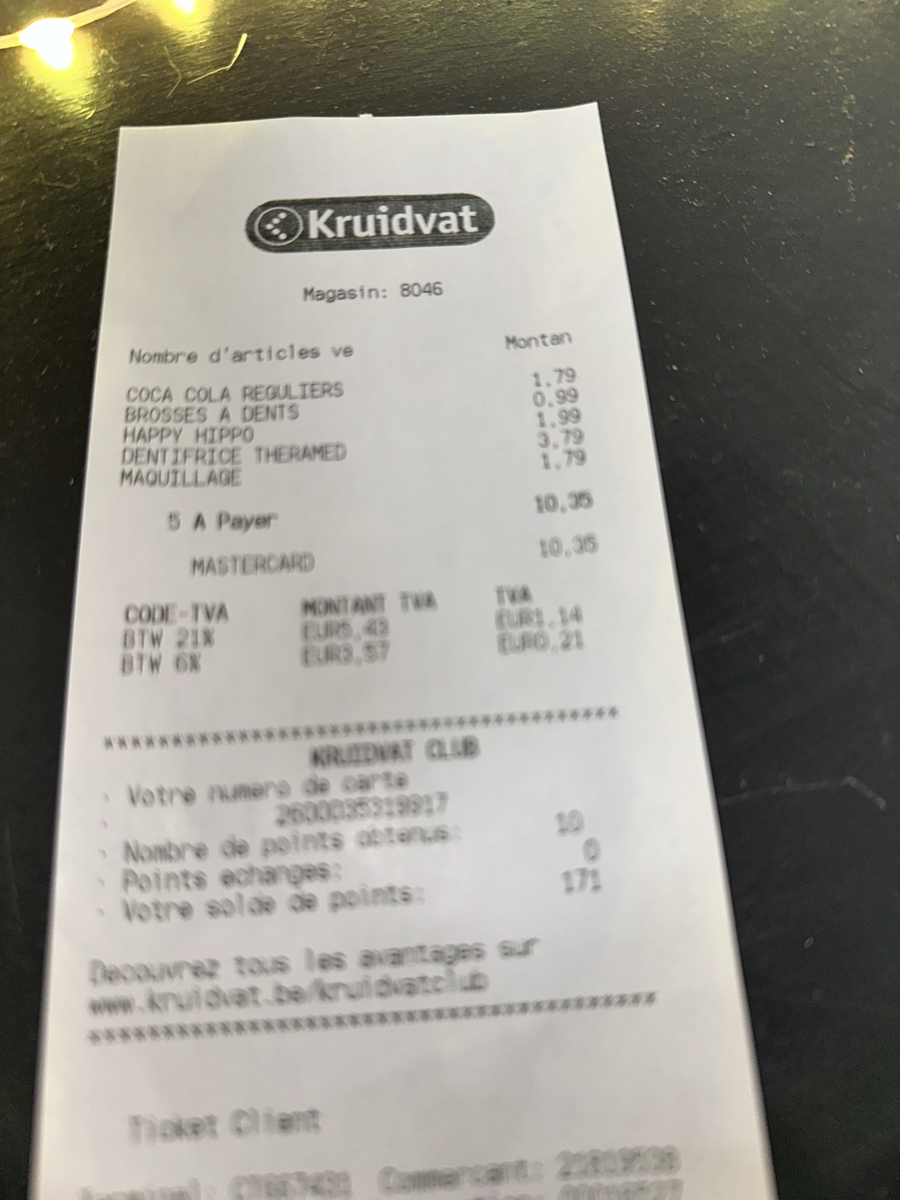 Kruidvat
Magasin: 8046
Nombre d'articles ve Montan
COCA COLA REGULIERS 1,79
BROSSES A DENTS 0,99
HAPPY HIPPO 1,99
DENTIFRICE THERAMED 3,79
MAQUILLAGE 1,79
5 A Payer 10,35
MASTERCARD 10,35
CODE-TVA MONTANT TVA TVA
BTW 21% EUR5,43 EUR1,14
BTW 6% EUR3,57 EUR0,21
****************************************
KRUIDVAT CLUB
· Votre numero de carte
· 2600035319917
· Nombre de points obtenus: 10
· Points echanges: 0
· Votre solde de points: 171
Decouvrez tous les avantages sur
www.kruidvat.be/kruidvatclub
****************************************
Ticket Client
Terminal: Commercant: